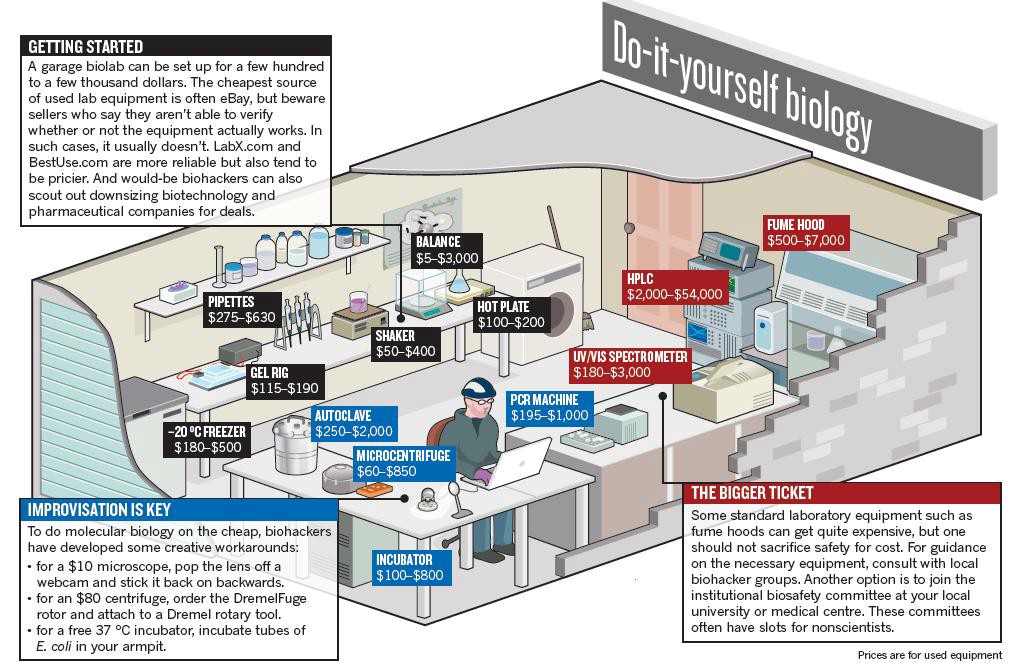 Do-it-yourself biology
GETTING STARTED
A garage biolab can be set up for a few hundred
to a few thousand dollars. The cheapest source
of used lab equipment is often eBay, but beware
sellers who say they aren’t able to verify
whether or not the equipment actually works. In
such cases, it usually doesn’t. LabX.com and
BestUse.com are more reliable but also tend to
be pricier. And would-be biohackers can also
scout out downsizing biotechnology and
pharmaceutical companies for deals.
BALANCE
$5–$3,000
FUME HOOD
$500–$7,000
HPLC
$2,000–$54,000
PIPETTES
$275–$630
HOT PLATE
$100–$200
SHAKER
$50–$400
UV/VIS SPECTROMETER
$180–$3,000
GEL RIG
$115–$190
PCR MACHINE
$195–$1,000
AUTOCLAVE
$250–$2,000
–20 ºC FREEZER
$180–$500
MICROCENTRIFUGE
$60–$850
INCUBATOR
$100–$800
IMPROVISATION IS KEY
To do molecular biology on the cheap, biohackers
have developed some creative workarounds:
• for a $10 microscope, pop the lens off a
webcam and stick it back on backwards.
• for an $80 centrifuge, order the DremelFuge
rotor and attach to a Dremel rotary tool.
• for a free 37 ºC incubator, incubate tubes of
E. coli in your armpit.
THE BIGGER TICKET
Some standard laboratory equipment such as
fume hoods can get quite expensive, but one
should not sacrifice safety for cost. For guidance
on the necessary equipment, consult with local
biohacker groups. Another option is to join the
institutional biosafety committee at your local
university or medical centre. These committees
often have slots for nonscientists.
Prices are for used equipment